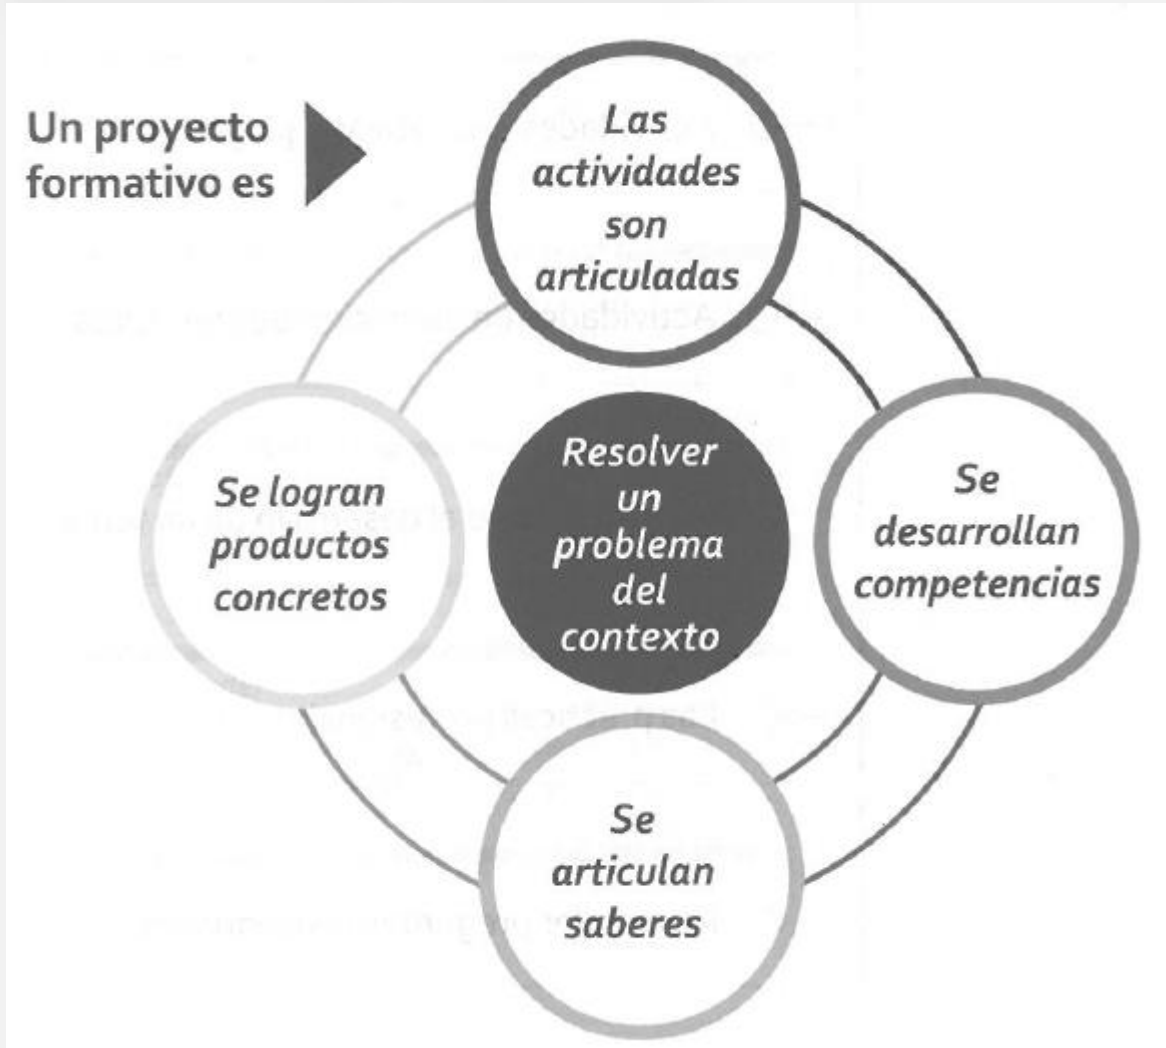 Un proyecto
formativo es
Las
actividades
son
articuladas
Se
desarrollan
competencias
Se
articulan
saberes
Se logran
productos
concretos
Resolver
un
problema
del
contexto